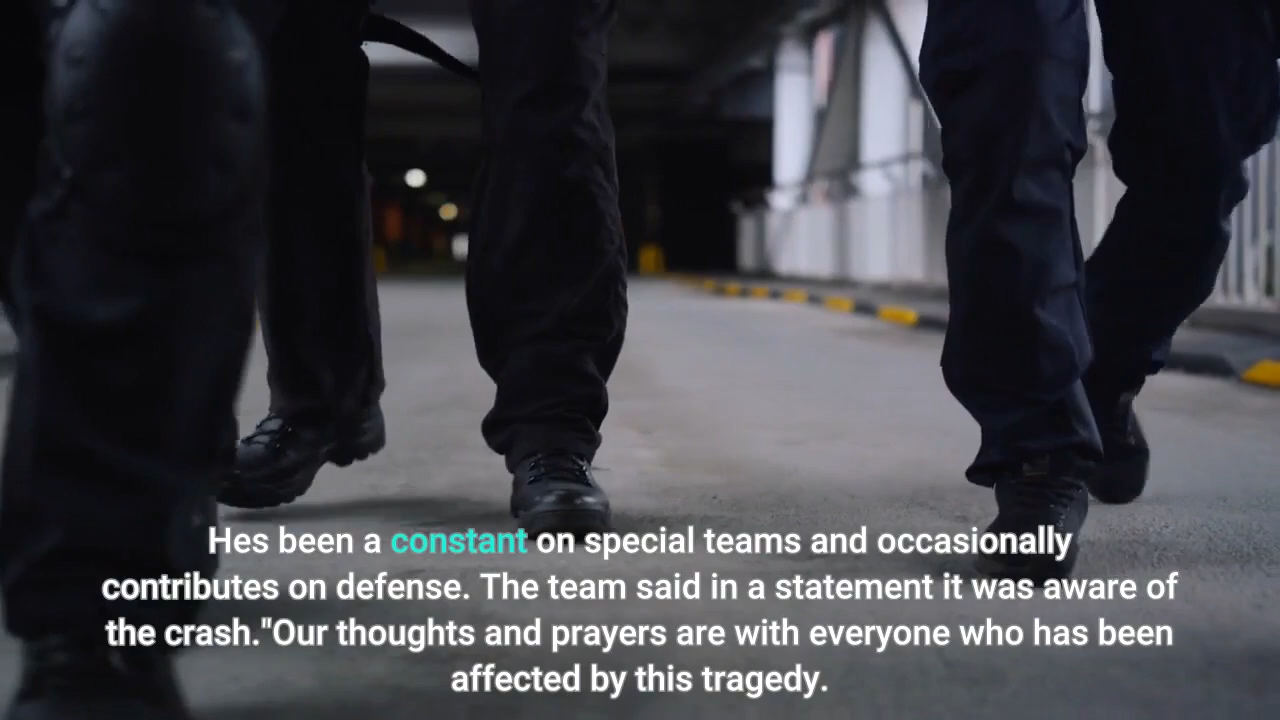 Hes been a constant on special teams and occasionally
contributes on defense. The team said in a statement it was aware of
the crash."Our thoughts and prayers are with everyone who has been
affected by this tragedy.